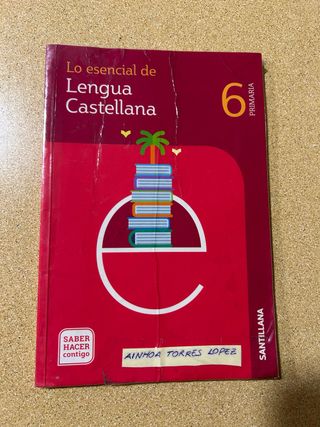 Lo esencial de
Lengua
Castellana
6
PRIMARIA
e
SABER
HACER
contigo
AINHOA TORRES LOPEZ
SANTILLANA